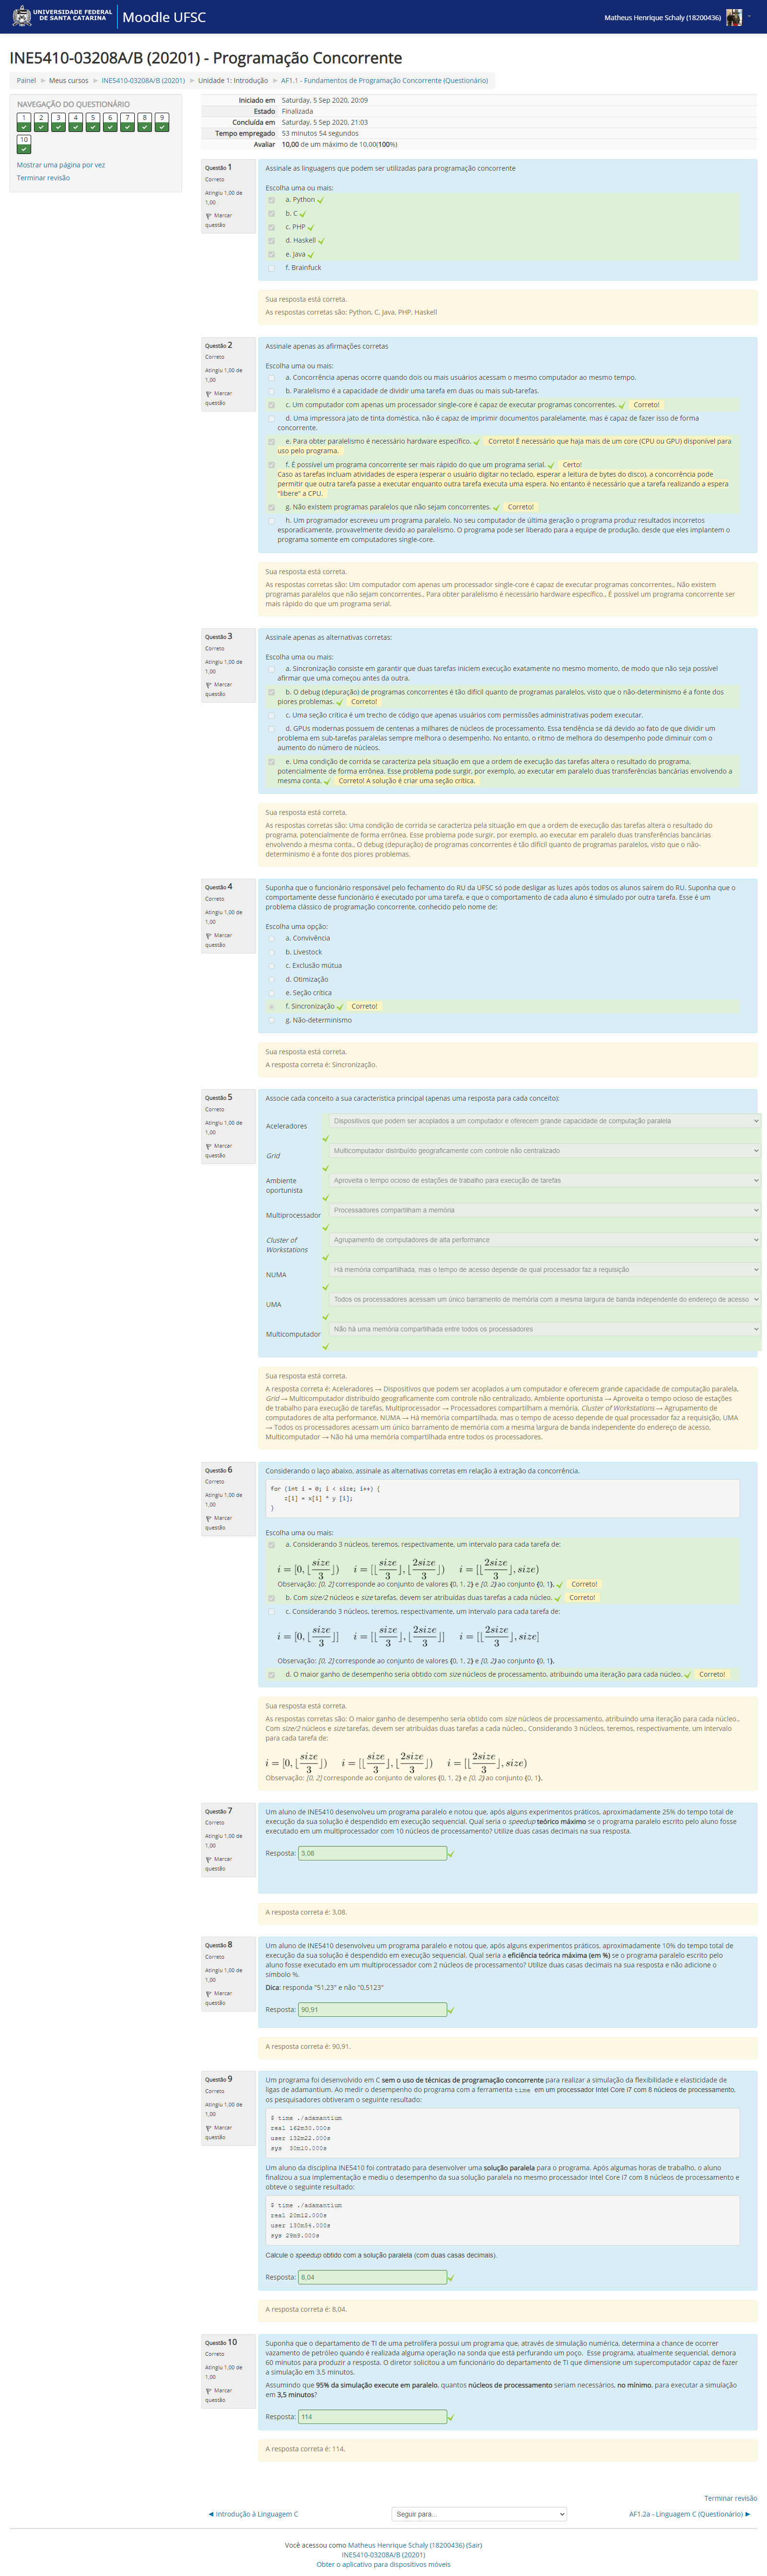 UNIVERSIDADE FEDERAL
DE SANTA CATARINA
Moodle UFSC
Matheus Henrique Schaly (18200436)
INE5410-03208A/B (20201) - Programação Concorrente
Painel ► Meus cursos ► INE5410-03208A/B (20201) ► Unidade 1: Introdução ► AF1.1 - Fundamentos de Programação Concorrente (Questionário)
NAVEGAÇÃO DO QUESTIONÁRIO
1 2 3 4 5 6 7 8 9
10
Mostrar uma página por vez
Terminar revisão
Iniciado em Saturday, 5 Sep 2020, 20:09
Estado Finalizada
Concluída em Saturday, 5 Sep 2020, 21:03
Tempo empregado 53 minutos 54 segundos
Avaliar 10,00 de um máximo de 10,00(100%)
Questão 1
Correto
Atingiu 1,00 de
1,00
Marcar
questão
Assinale as linguagens que podem ser utilizadas para programação concorrente
Escolha uma ou mais:
a. Python
b. C
c. PHP
d. Haskell
e. Java
f. Brainfuck
Sua resposta está correta.
As respostas corretas são: Python, C, Java, PHP, Haskell
Questão 2
Correto
Atingiu 1,00 de
1,00
Marcar
questão
Assinale apenas as afirmações corretas
Escolha uma ou mais:
a. Concorrência apenas ocorre quando dois ou mais usuários acessam o mesmo computador ao mesmo tempo.
b. Paralelismo é a capacidade de dividir uma tarefa em duas ou mais sub-tarefas.
c. Um computador com apenas um processador single-core é capaz de executar programas concorrentes. Correto!
d. Uma impressora jato de tinta doméstica, não é capaz de imprimir documentos paralelamente, mas é capaz de fazer isso de forma
concorrente.
e. Para obter paralelismo é necessário hardware específico. Correto! É necessário que haja mais de um core (CPU ou GPU) disponível para
uso pelo programa.
f. É possível um programa concorrente ser mais rápido do que um programa serial. Certo!
Caso as tarefas incluam atividades de espera (esperar o usuário digitar no teclado, esperar a leitura de bytes do disco), a concorrência pode
permitir que outra tarefa passe a executar enquanto outra tarefa executa uma espera. No entanto é necessário que a tarefa realizando a espera
"libere" a CPU.
g. Não existem programas paralelos que não sejam concorrentes. Correto!
h. Um programador escreveu um programa paralelo. No seu computador de última geração o programa produz resultados incorretos
esporadicamente, provavelmente devido ao paralelismo. O programa pode ser liberado para a equipe de produção, desde que eles implantem o
programa somente em computadores single-core.
Sua resposta está correta.
As respostas corretas são: Um computador com apenas um processador single-core é capaz de executar programas concorrentes., Não existem
programas paralelos que não sejam concorrentes., Para obter paralelismo é necessário hardware específico., É possível um programa concorrente ser
mais rápido do que um programa serial.
Questão 3
Correto
Atingiu 1,00 de
1,00
Marcar
questão
Assinale apenas as alternativas corretas:
Escolha uma ou mais:
a. Sincronização consiste em garantir que duas tarefas iniciem execução exatamente no mesmo momento, de modo que não seja possível
afirmar que uma começou antes da outra.
b. O debug (depuração) de programas concorrentes é tão difícil quanto de programas paralelos, visto que o não-determinismo é a fonte dos
piores problemas. Correto!
c. Uma seção crítica é um trecho de código que apenas usuários com permissões administrativas podem executar.
d. GPUs modernas possuem de centenas a milhares de núcleos de processamento. Essa tendência se dá devido ao fato de que dividir um
problema em sub-tarefas paralelas sempre melhora o desempenho. No entanto, o ritmo de melhora do desempenho pode diminuir com o
aumento do número de núcleos.
e. Uma condição de corrida se caracteriza pela situação em que a ordem de execução das tarefas altera o resultado do programa,
potencialmente de forma errônea. Esse problema pode surgir, por exemplo, ao executar em paralelo duas transferências bancárias envolvendo a
mesma conta. Correto! A solução é criar uma seção crítica.
Sua resposta está correta.
As respostas corretas são: Uma condição de corrida se caracteriza pela situação em que a ordem de execução das tarefas altera o resultado do
programa, potencialmente de forma errônea. Esse problema pode surgir, por exemplo, ao executar em paralelo duas transferências bancárias
envolvendo a mesma conta., O debug (depuração) de programas concorrentes é tão difícil quanto de programas paralelos, visto que o não-
determinismo é a fonte dos piores problemas.
Questão 4
Correto
Atingiu 1,00 de
1,00
Marcar
questão
Suponha que o funcionário responsável pelo fechamento do RU da UFSC só pode desligar as luzes após todos os alunos saírem do RU. Suponha que o
comportamento desse funcionário é executado por uma tarefa, e que o comportamento de cada aluno é simulado por outra tarefa. Esse é um
problema clássico de programação concorrente, conhecido pelo nome de:
Escolha uma opção:
a. Convivência
b. Livestock
c. Exclusão mútua
d. Otimização
e. Seção crítica
f. Sincronização Correto!
g. Não-determinismo
Sua resposta está correta.
A resposta correta é: Sincronização.
Questão 5
Correto
Atingiu 1,00 de
1,00
Marcar
questão
Associe cada conceito a sua característica principal (apenas uma resposta para cada conceito):
Aceleradores Dispositivos que podem ser acoplados a um computador e oferecem grande capacidade de computação paralela
Grid Multicomputador distribuído geograficamente com controle não centralizado
Ambiente
oportunista Aproveita o tempo ocioso de estações de trabalho para execução de tarefas
Multiprocessador Processadores compartilham a memória
Cluster of
Workstations Agrupamento de computadores de alta performance
NUMA Há memória compartilhada, mas o tempo de acesso depende de qual processador faz a requisição
UMA Todos os processadores acessam um único barramento de memória com a mesma largura de banda independente do endereço de acesso
Multicomputador Não há uma memória compartilhada entre todos os processadores
Sua resposta está correta.
A resposta correta é: Aceleradores → Dispositivos que podem ser acoplados a um computador e oferecem grande capacidade de computação paralela,
Grid → Multicomputador distribuído geograficamente com controle não centralizado, Ambiente oportunista → Aproveita o tempo ocioso de estações
de trabalho para execução de tarefas, Multiprocessador → Processadores compartilham a memória, Cluster of Workstations → Agrupamento de
computadores de alta performance, NUMA → Há memória compartilhada, mas o tempo de acesso depende de qual processador faz a requisição, UMA
→ Todos os processadores acessam um único barramento de memória com a mesma largura de banda independente do endereço de acesso,
Multicomputador → Não há uma memória compartilhada entre todos os processadores.
Questão 6
Correto
Atingiu 1,00 de
1,00
Marcar
questão
Considerando o laço abaixo, assinale as alternativas corretas em relação à extração da concorrência.
for (int i = 0; i < size; i++) {
z[i] = x[i] * y [i];
}
Escolha uma ou mais:
a. Considerando 3 núcleos, teremos, respectivamente, um intervalo para cada tarefa de:
i = [0, ⌊size/3⌋) i = [⌊size/3⌋, ⌊2size/3⌋) i = [⌊2size/3⌋, size)
Observação: [0, 2] corresponde ao conjunto de valores {0, 1, 2} e [0, 2) ao conjunto {0, 1}. Correto!
b. Com size/2 núcleos e size tarefas, devem ser atribuídas duas tarefas a cada núcleo. Correto!
c. Considerando 3 núcleos, teremos, respectivamente, um intervalo para cada tarefa de:
i = [0, ⌊size/3⌋] i = [⌊size/3⌋, ⌊2size/3⌋] i = [⌊2size/3⌋, size]
Observação: [0, 2] corresponde ao conjunto de valores {0, 1, 2} e [0, 2) ao conjunto {0, 1}.
d. O maior ganho de desempenho seria obtido com size núcleos de processamento, atribuindo uma iteração para cada núcleo. Correto!
Sua resposta está correta.
As respostas corretas são: O maior ganho de desempenho seria obtido com size núcleos de processamento, atribuindo uma iteração para cada núcleo.,
Com size/2 núcleos e size tarefas, devem ser atribuídas duas tarefas a cada núcleo., Considerando 3 núcleos, teremos, respectivamente, um intervalo
para cada tarefa de:
i = [0, ⌊size/3⌋) i = [⌊size/3⌋, ⌊2size/3⌋) i = [⌊2size/3⌋, size)
Observação: [0, 2] corresponde ao conjunto de valores {0, 1, 2} e [0, 2) ao conjunto {0, 1}.
Questão 7
Correto
Atingiu 1,00 de
1,00
Marcar
questão
Um aluno de INE5410 desenvolveu um programa paralelo e notou que, após alguns experimentos práticos, aproximadamente 25% do tempo total de
execução da sua solução é despendido em execução sequencial. Qual seria o speedup teórico máximo se o programa paralelo escrito pelo aluno fosse
executado em um multiprocessador com 10 núcleos de processamento? Utilize duas casas decimais na sua resposta.
Resposta: 3,08
A resposta correta é: 3,08.
Questão 8
Correto
Atingiu 1,00 de
1,00
Marcar
questão
Um aluno de INE5410 desenvolveu um programa paralelo e notou que, após alguns experimentos práticos, aproximadamente 10% do tempo total de
execução da sua solução é despendido em execução sequencial. Qual seria a eficiência teórica máxima (em %) se o programa paralelo escrito pelo
aluno fosse executado em um multiprocessador com 2 núcleos de processamento? Utilize duas casas decimais na sua resposta e não adicione o
símbolo %.
Dica: responda "51,23" e não "0,5123"
Resposta: 90,91
A resposta correta é: 90,91.
Questão 9
Correto
Atingiu 1,00 de
1,00
Marcar
questão
Um programa foi desenvolvido em C sem o uso de técnicas de programação concorrente para realizar a simulação da flexibilidade e elasticidade de
ligas de adamantium. Ao medir o desempenho do programa com a ferramenta time em um processador Intel Core i7 com 8 núcleos de processamento,
os pesquisadores obtiveram o seguinte resultado:
$ time ./adamantium
real 162m30.000s
user 132m22.000s
sys 30m10.000s
Um aluno da disciplina INE5410 foi contratado para desenvolver uma solução paralela para o programa. Após algumas horas de trabalho, o aluno
finalizou a sua implementação e mediu o desempenho da sua solução paralela no mesmo processador Intel Core i7 com 8 núcleos de processamento e
obteve o seguinte resultado:
$ time ./adamantium
real 20m12.000s
user 130m54.000s
sys 29m9.000s
Calcule o speedup obtido com a solução paralela (com duas casas decimais).
Resposta: 8,04
A resposta correta é: 8,04.
Questão 10
Correto
Atingiu 1,00 de
1,00
Marcar
questão
Suponha que o departamento de TI de uma petrolífera possui um programa que, através de simulação numérica, determina a chance de ocorrer
vazamento de petróleo quando é realizada alguma operação na sonda que está perfurando um poço. Esse programa, atualmente sequencial, demora
60 minutos para produzir a resposta. O diretor solicitou a um funcionário do departamento de TI que dimensione um supercomputador capaz de fazer
a simulação em 3,5 minutos.
Assumindo que 95% da simulação execute em paralelo, quantos núcleos de processamento seriam necessários, no mínimo, para executar a simulação
em 3,5 minutos?
Resposta: 114
A resposta correta é: 114.
Terminar revisão
◄ Introdução à Linguagem C
Seguir para...
AF1.2a - Linguagem C (Questionário) ►
Você acessou como Matheus Henrique Schaly (18200436) (Sair)
INE5410-03208A/B (20201)
Obter o aplicativo para dispositivos móveis